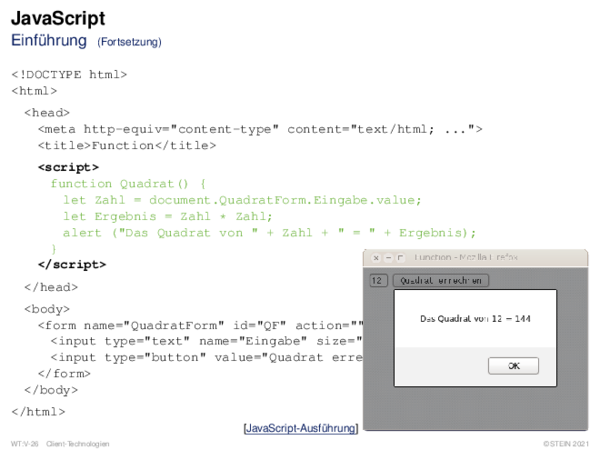 JavaScript
Einführung (Fortsetzung)
<!DOCTYPE html>
<html>
<head>
<meta http-equiv="content-type" content="text/html; ...">
<title>Function</title>
<script>
function Quadrat() {
let Zahl = document.QuadratForm.Eingabe.value;
let Ergebnis = Zahl * Zahl;
alert ("Das Quadrat von " + Zahl + " = " + Ergebnis);
}
</script>
</head>
<body>
<form name="QuadratForm" id="QF" action=""
<input type="text" name="Eingabe" size="
<input type="button" value="Quadrat erre
</form>
</body>
</html>
Function - Mozilla Firefox
12 Quadrat errechnen
Das Quadrat von 12 = 144
OK
[JavaScript-Ausführung]
WT:V-26 Client-Technologien ©STEIN 2021